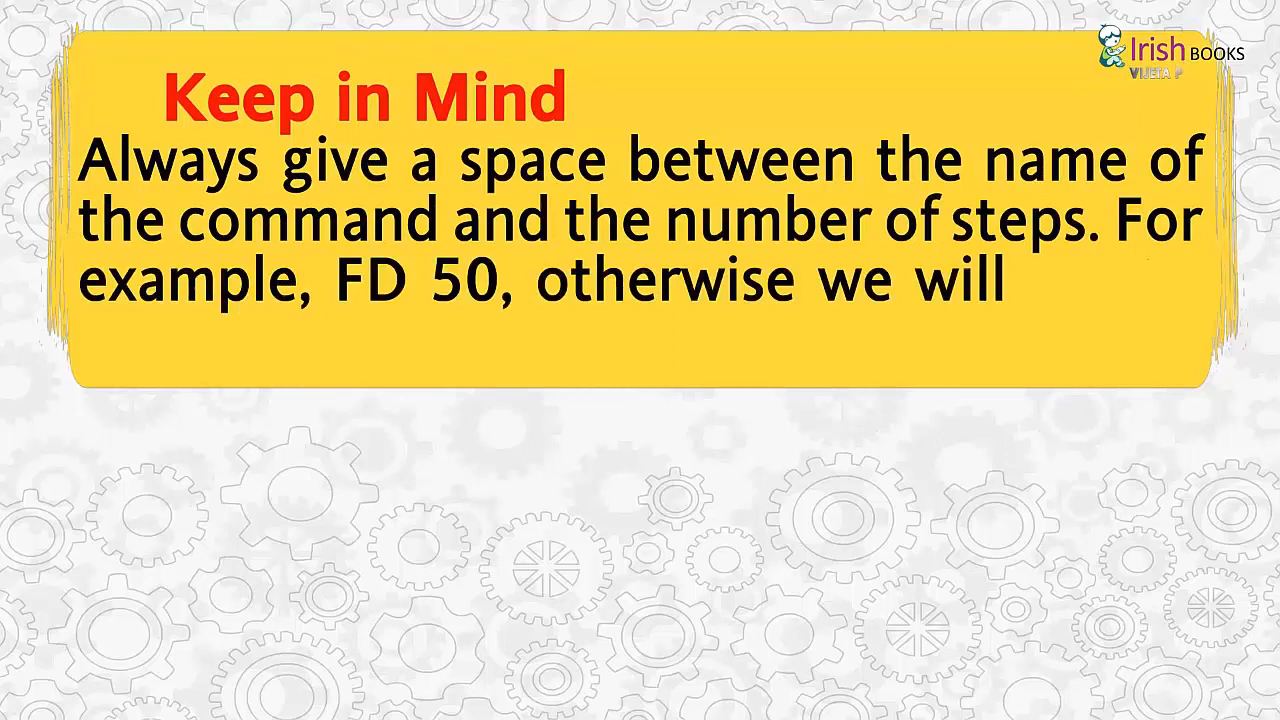 Irish BOOKS
Keep in Mind
Always give a space between the name of
the command and the number of steps. For
example, FD 50, otherwise we will